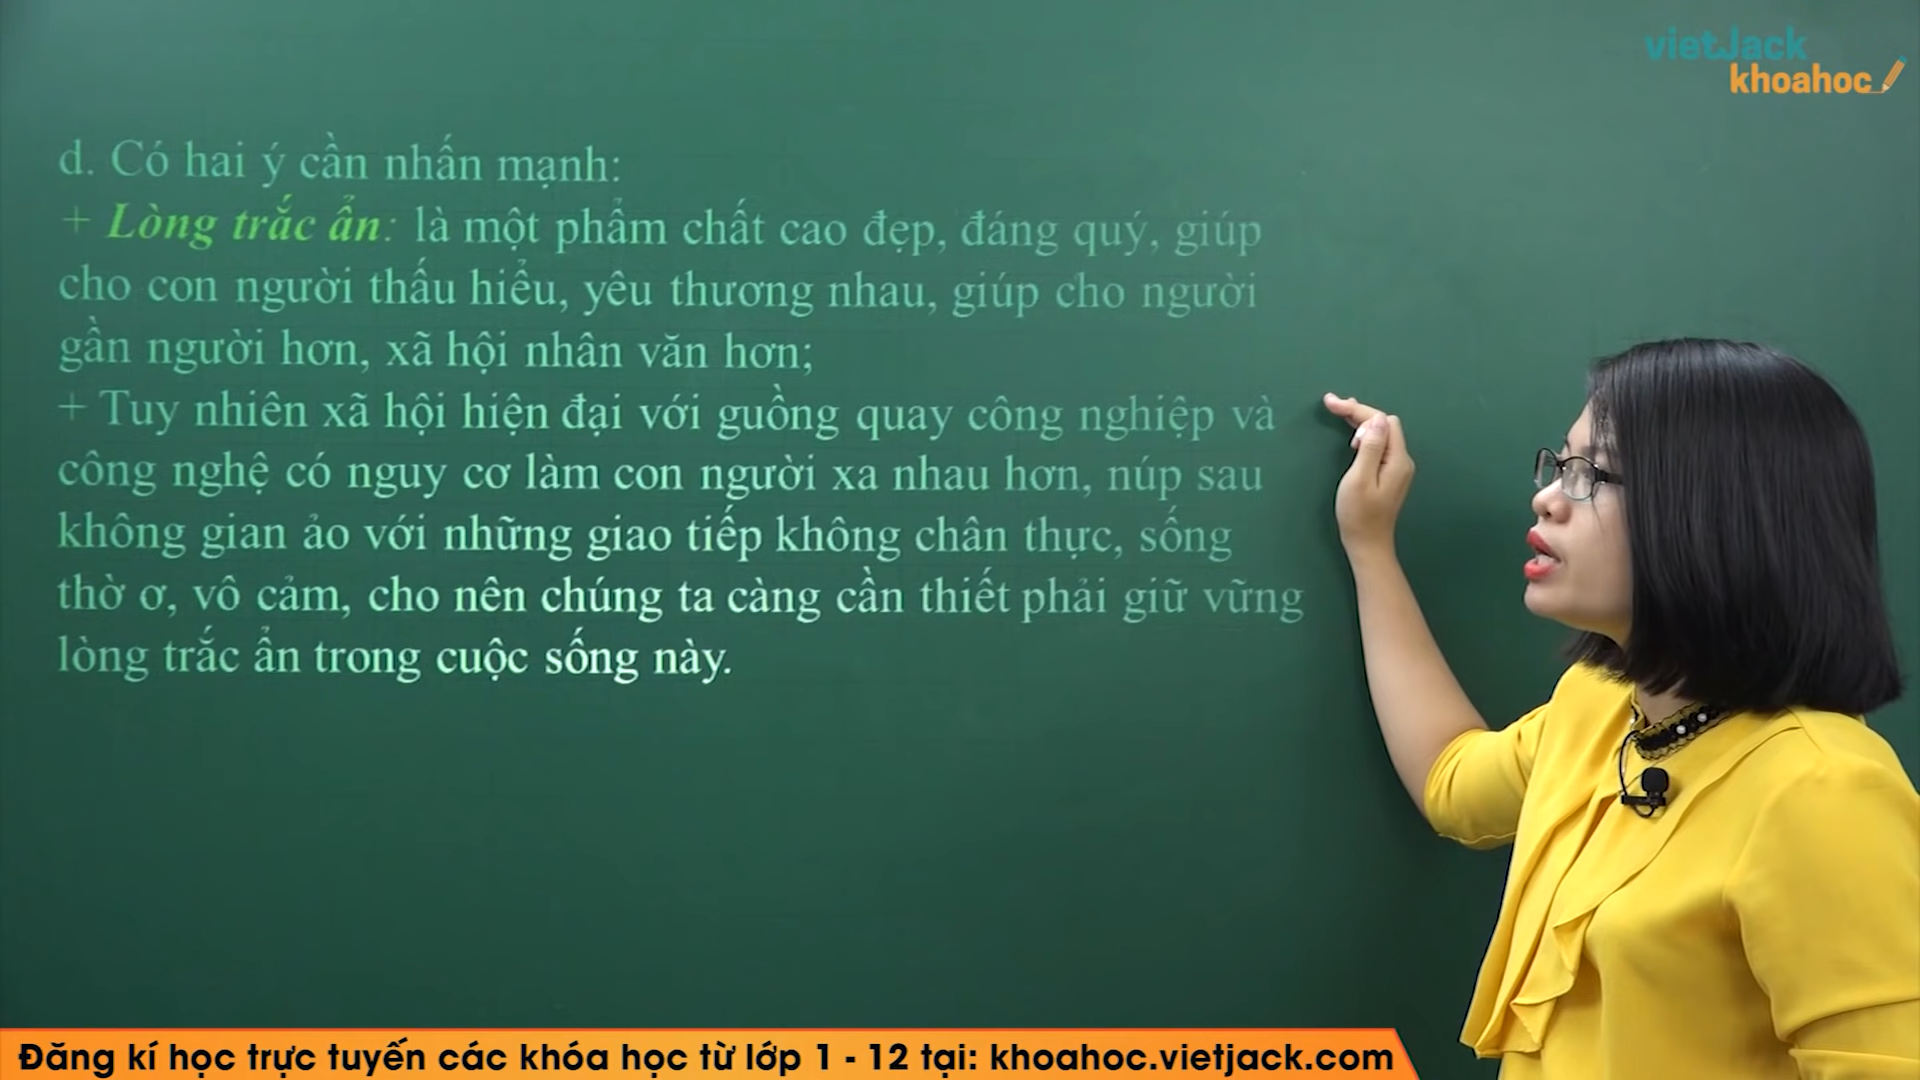 vietJack
khoahoc
d. Có hai ý cần nhấn mạnh:
+ Lòng trắc ẩn: là một phẩm chất cao đẹp, đáng quý, giúp
cho con người thấu hiểu, yêu thương nhau, giúp cho người
gần người hơn, xã hội nhân văn hơn;
+ Tuy nhiên xã hội hiện đại với guồng quay công nghiệp và
công nghệ có nguy cơ làm con người xa nhau hơn, núp sau
không gian ảo với những giao tiếp không chân thực, sống
thờ ơ, vô cảm, cho nên chúng ta càng cần thiết phải giữ vững
lòng trắc ẩn trong cuộc sống này.
Đăng kí học trực tuyến các khóa học từ lớp 1 - 12 tại: khoahoc.vietjack.com